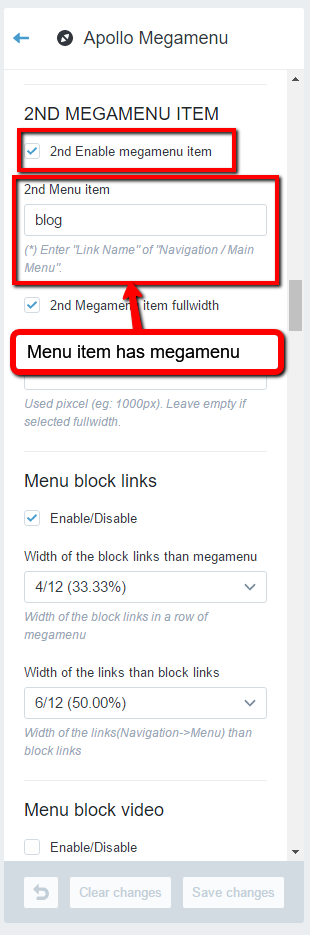 Apollo Megamenu
2ND MEGAMENU ITEM
2nd Enable megamenu item
2nd Menu item
blog
(*) Enter "Link Name" of "Navigation / Main
Menu".
2nd Megamenu item fullwidth
Menu item has megamenu
Used pixcel (eg: 1000px). Leave empty if
selected fullwidth.
Menu block links
Enable/Disable
Width of the block links than megamenu
4/12 (33.33%)
Width of the block links in a row of
megamenu
Width of the links than block links
6/12 (50.00%)
Width of the links(Navigation->Menu) than
block links
Menu block video
Enable/Disable
Clear changes
Save changes